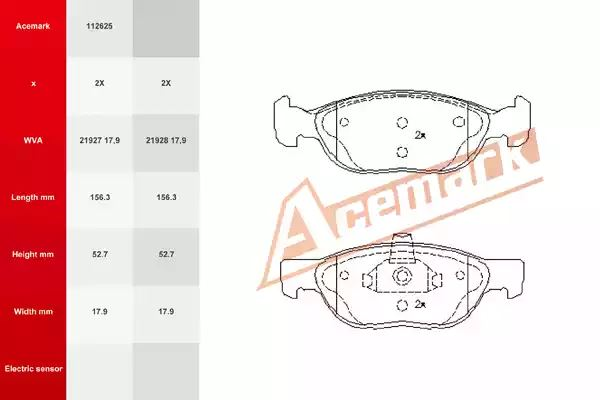 Acemark 112625
x 2X 2X
WVA 21927 17,9 21928 17,9
Length mm 156.3 156.3
Height mm 52.7 52.7
Width mm 17.9 17.9
Electric sensor
2x
Acemark
2x